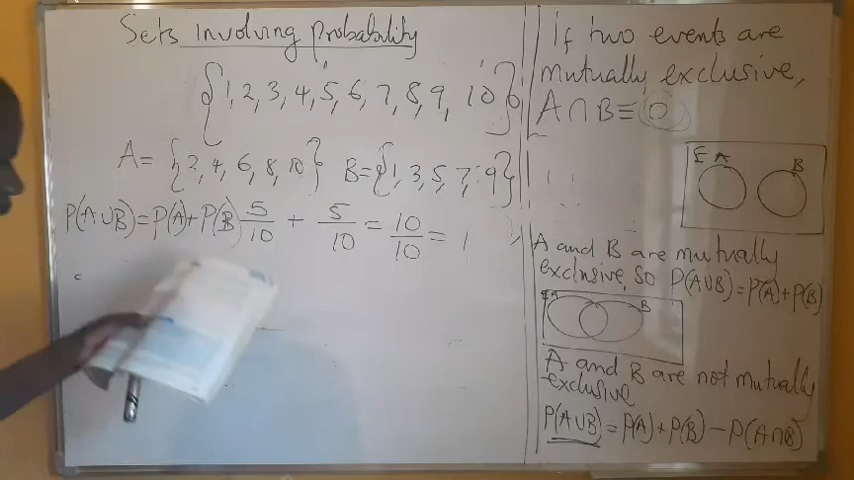 Sets Involving Probability
{1, 2, 3, 4, 5, 6, 7, 8, 9, 10}
A= {2, 4, 6, 8, 10} B= {1, 3, 5, 7, 9}
P(A∪B)=P(A)+P(B) 5/10 + 5/10 = 10/10 = 1
If two events are
mutually exclusive,
A∩B≡0
E A B
A and B are mutually
exclusive, so P(A∪B)=P(A)+P(B)
E A B
A and B are not mutually
exclusive
P(A∪B)=P(A)+P(B)-P(A∩B)